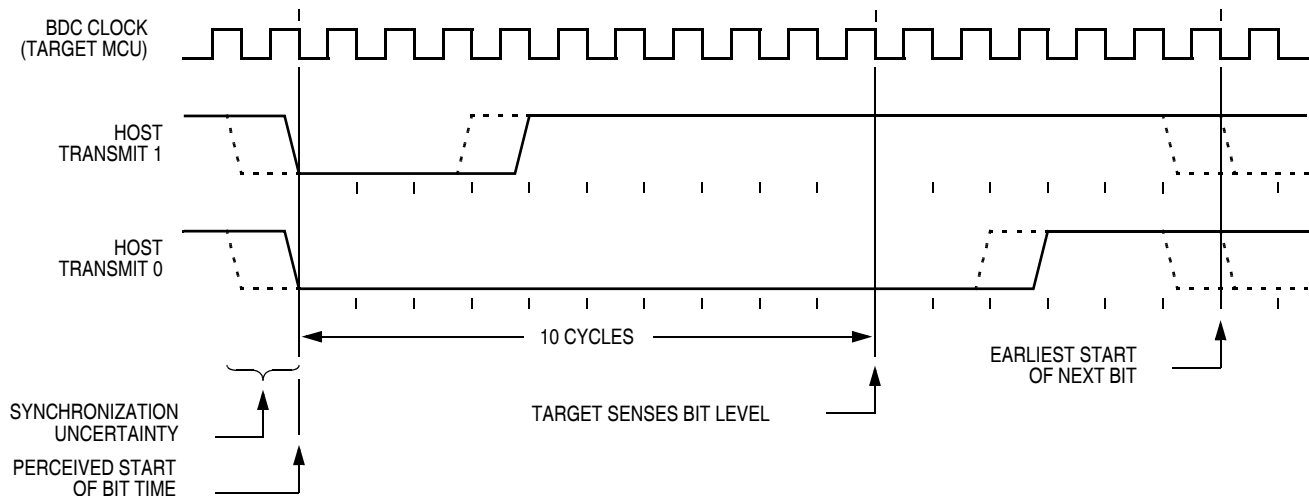 BDC CLOCK
(TARGET MCU)
HOST
TRANSMIT 1
HOST
TRANSMIT 0
10 CYCLES
EARLIEST START
OF NEXT BIT
SYNCHRONIZATION
UNCERTAINTY
TARGET SENSES BIT LEVEL
PERCEIVED START
OF BIT TIME